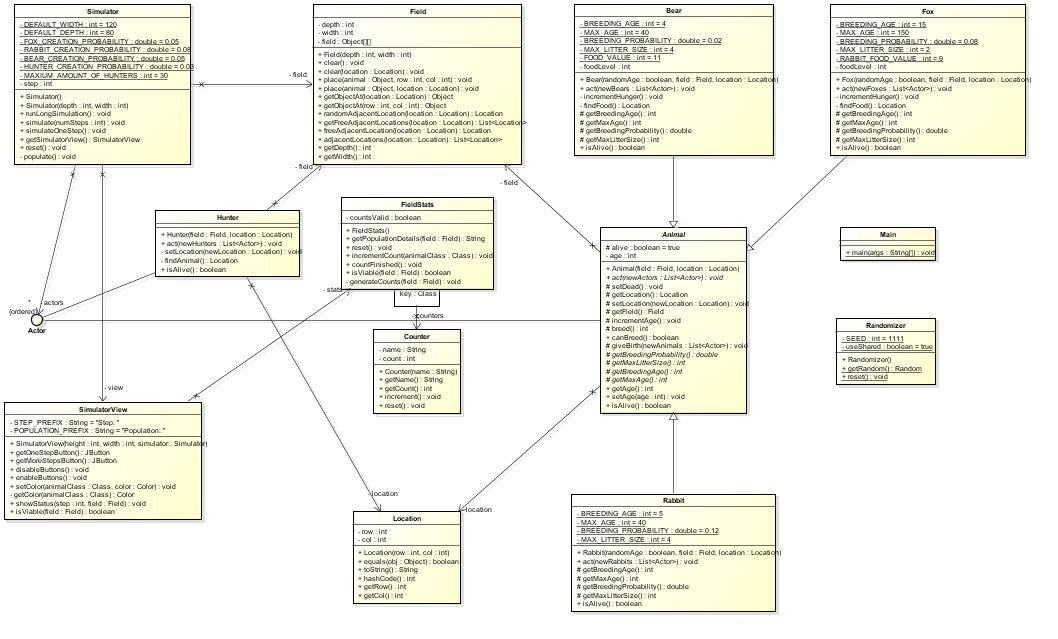 Simulator
- DEFAULT_WIDTH : int = 120
- DEFAULT_DEPTH : int = 80
- FOX_CREATION_PROBABILITY : double = 0.05
- RABBIT_CREATION_PROBABILITY : double = 0.08
- BEAR_CREATION_PROBABILITY : double = 0.05
- HUNTER_CREATION_PROBABILITY : double = 0.03
- MAXIUM_AMOUNT_OF_HUNTERS : int = 30
- step : int
+ Simulator()
+ Simulator(depth : int, width : int)
+ runLongSimulation() : void
+ simulate(numSteps : int) : void
+ simulateOneStep() : void
+ getSimulatorView() : SimulatorView
+ reset() : void
- populate() : void
Field
- depth : int
- width : int
- field : Object[][]
+ Field(depth : int, width : int)
+ clear() : void
+ clear(location : Location) : void
+ place(animal : Object, row : int, col : int) : void
+ place(animal : Object, location : Location) : void
+ getObjectAt(location : Location) : Object
+ getObjectAt(row : int, col : int) : Object
+ randomAdjacentLocation(location : Location) : Location
+ getFreeAdjacentLocations(location : Location) : List<Location>
+ freeAdjacentLocation(location : Location) : Location
+ adjacentLocations(location : Location) : List<Location>
+ getDepth() : int
+ getWidth() : int
Bear
- BREEDING_AGE : int = 4
- MAX_AGE : int = 40
- BREEDING_PROBABILITY : double = 0.02
- MAX_LITTER_SIZE : int = 4
- FOOD_VALUE : int = 11
- foodLevel : int
+ Bear(randomAge : boolean, field : Field, location : Location)
+ act(newBears : List<Actor>) : void
- incrementHunger() : void
- findFood() : Location
# getBreedingAge() : int
# getMaxAge() : int
# getBreedingProbability() : double
# getMaxLitterSize() : int
+ isAlive() : boolean
Fox
- BREEDING_AGE : int = 15
- MAX_AGE : int = 150
- BREEDING_PROBABILITY : double = 0.08
- MAX_LITTER_SIZE : int = 2
- RABBIT_FOOD_VALUE : int = 9
- foodLevel : int
+ Fox(randomAge : boolean, field : Field, location : Location)
+ act(newFoxes : List<Actor>) : void
- incrementHunger() : void
- findFood() : Location
# getBreedingAge() : int
# getMaxAge() : int
# getBreedingProbability() : double
# getMaxLitterSize() : int
+ isAlive() : boolean
- field
- field
- field
Hunter
+ Hunter(field : Field, location : Location)
+ act(newHunters : List<Actor>) : void
- setLocation(newLocation : Location) : void
- findAnimal() : Location
+ isAlive() : boolean
FieldStats
- countsValid : boolean
+ FieldStats()
+ getPopulationDetails(field : Field) : String
+ reset() : void
+ incrementCount(animalClass : Class) : void
+ countFinished() : void
+ isViable(field : Field) : boolean
- generateCounts(field : Field) : void
- stats
key : Class
- counters
Animal
# alive : boolean = true
- age : int
+ Animal(field : Field, location : Location)
+ act(newActors : List<Actor>) : void
# setDead() : void
# getLocation() : Location
# setLocation(newLocation : Location) : void
# getField() : Field
# incrementAge() : void
# breed() : int
+ canBreed() : boolean
# giveBirth(newAnimals : List<Actor>) : void
# getBreedingProbability() : double
# getMaxLitterSize() : int
# getBreedingAge() : int
# getMaxAge() : int
+ getAge() : int
+ setAge(age : int) : void
+ isAlive() : boolean
Main
+ main(args : String[]) : void
Randomizer
- SEED : int = 1111
- useShared : boolean = true
+ Randomizer()
+ getRandom() : Random
+ reset() : void
* - actors
{ordered}
Actor
Counter
- name : String
- count : int
+ Counter(name : String)
+ getName() : String
+ getCount() : int
+ increment() : void
+ reset() : void
- view
SimulatorView
- STEP_PREFIX : String = "Step: "
- POPULATION_PREFIX : String = "Population: "
+ SimulatorView(height : int, width : int, simulator : Simulator)
+ getOneStepButton() : JButton
+ getMoreStepsButton() : JButton
+ disableButtons() : void
+ enableButtons() : void
+ setColor(animalClass : Class, color : Color) : void
- getColor(animalClass : Class) : Color
+ showStatus(step : int, field : Field) : void
+ isViable(field : Field) : boolean
- location
- location
Location
- row : int
- col : int
+ Location(row : int, col : int)
+ equals(obj : Object) : boolean
+ toString() : String
+ hashCode() : int
+ getRow() : int
+ getCol() : int
Rabbit
- BREEDING_AGE : int = 5
- MAX_AGE : int = 40
- BREEDING_PROBABILITY : double = 0.12
- MAX_LITTER_SIZE : int = 4
+ Rabbit(randomAge : boolean, field : Field, location : Location)
+ act(newRabbits : List<Actor>) : void
# getBreedingAge() : int
# getMaxAge() : int
# getBreedingProbability() : double
# getMaxLitterSize() : int
+ isAlive() : boolean